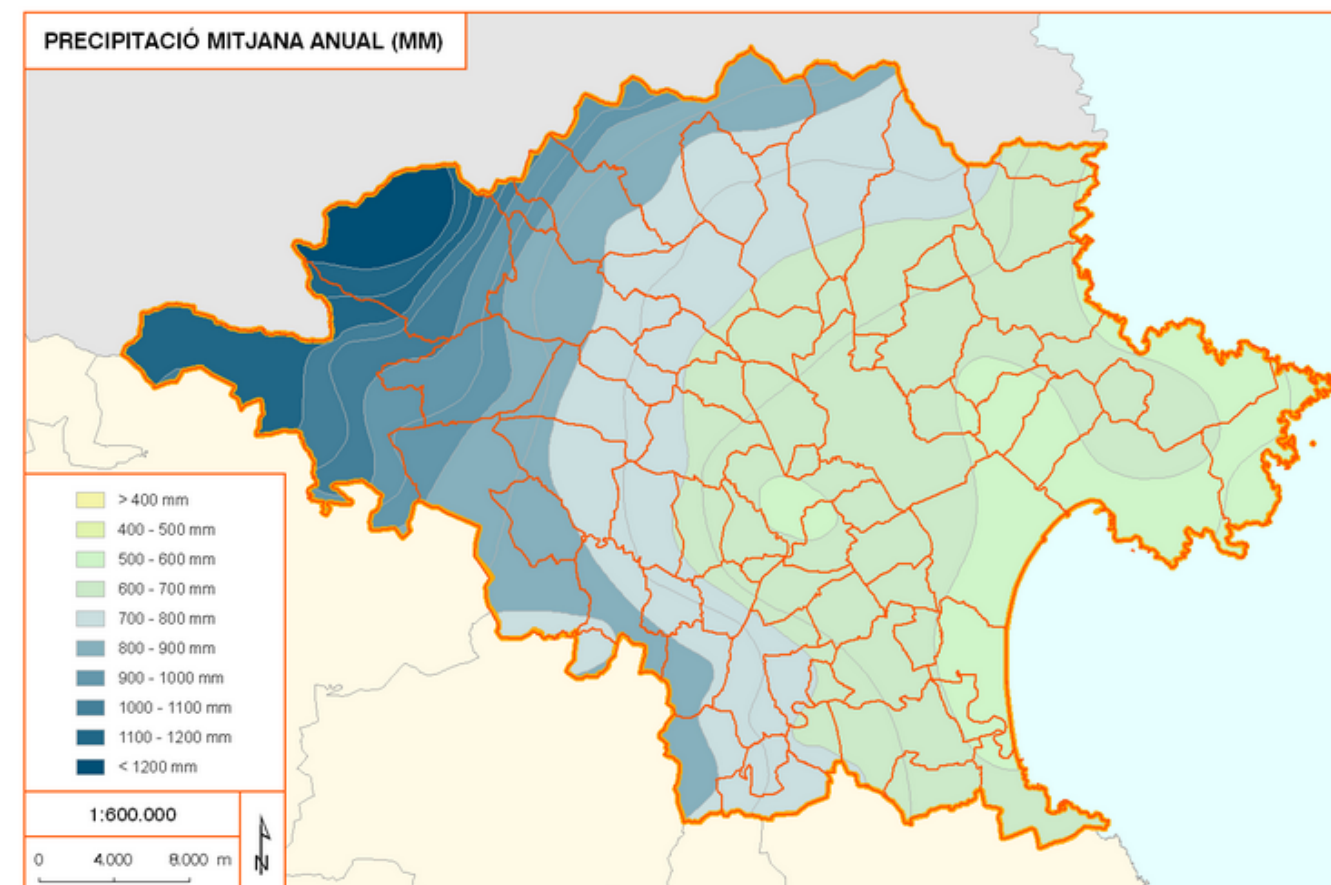 PRECIPITACIÓ MITJANA ANUAL (MM)
> 400 mm
400 - 500 mm
500 - 600 mm
600 - 700 mm
700 - 800 mm
800 - 900 mm
900 - 1000 mm
1000 - 1100 mm
1100 - 1200 mm
< 1200 mm
1:600.000
0 4.000 8.000 m
N